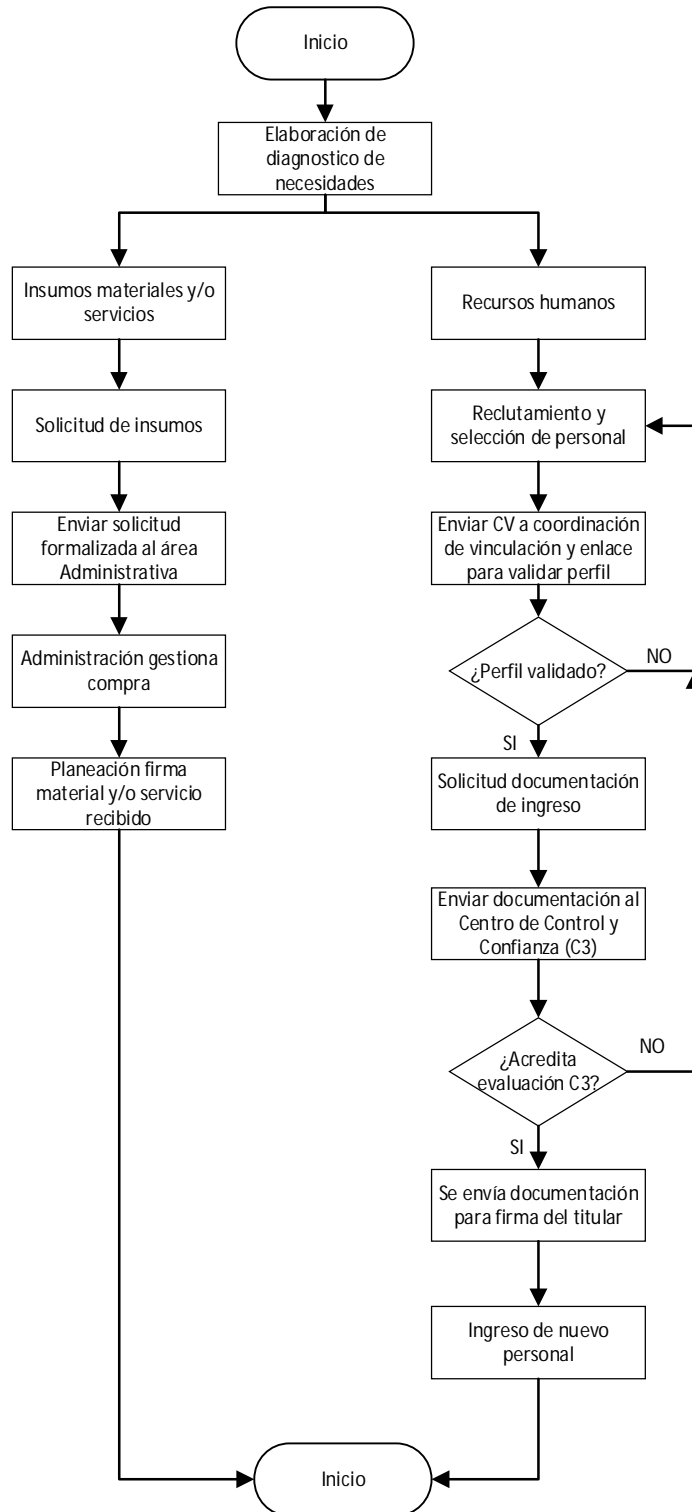 Inicio
Elaboración de
diagnostico de
necesidades
Insumos materiales y/o
servicios
Recursos humanos
Solicitud de insumos
Reclutamiento y
selección de personal
Enviar solicitud
formalizada al área
Administrativa
Enviar CV a coordinación
de vinculación y enlace
para validar perfil
Administración gestiona
compra
¿Perfil validado?
NO
SI
Planeación firma
material y/o servicio
recibido
Solicitud documentación
de ingreso
Enviar documentación al
Centro de Control y
Confianza (C3)
¿Acredita
evaluación C3?
NO
SI
Se envía documentación
para firma del titular
Ingreso de nuevo
personal
Inicio